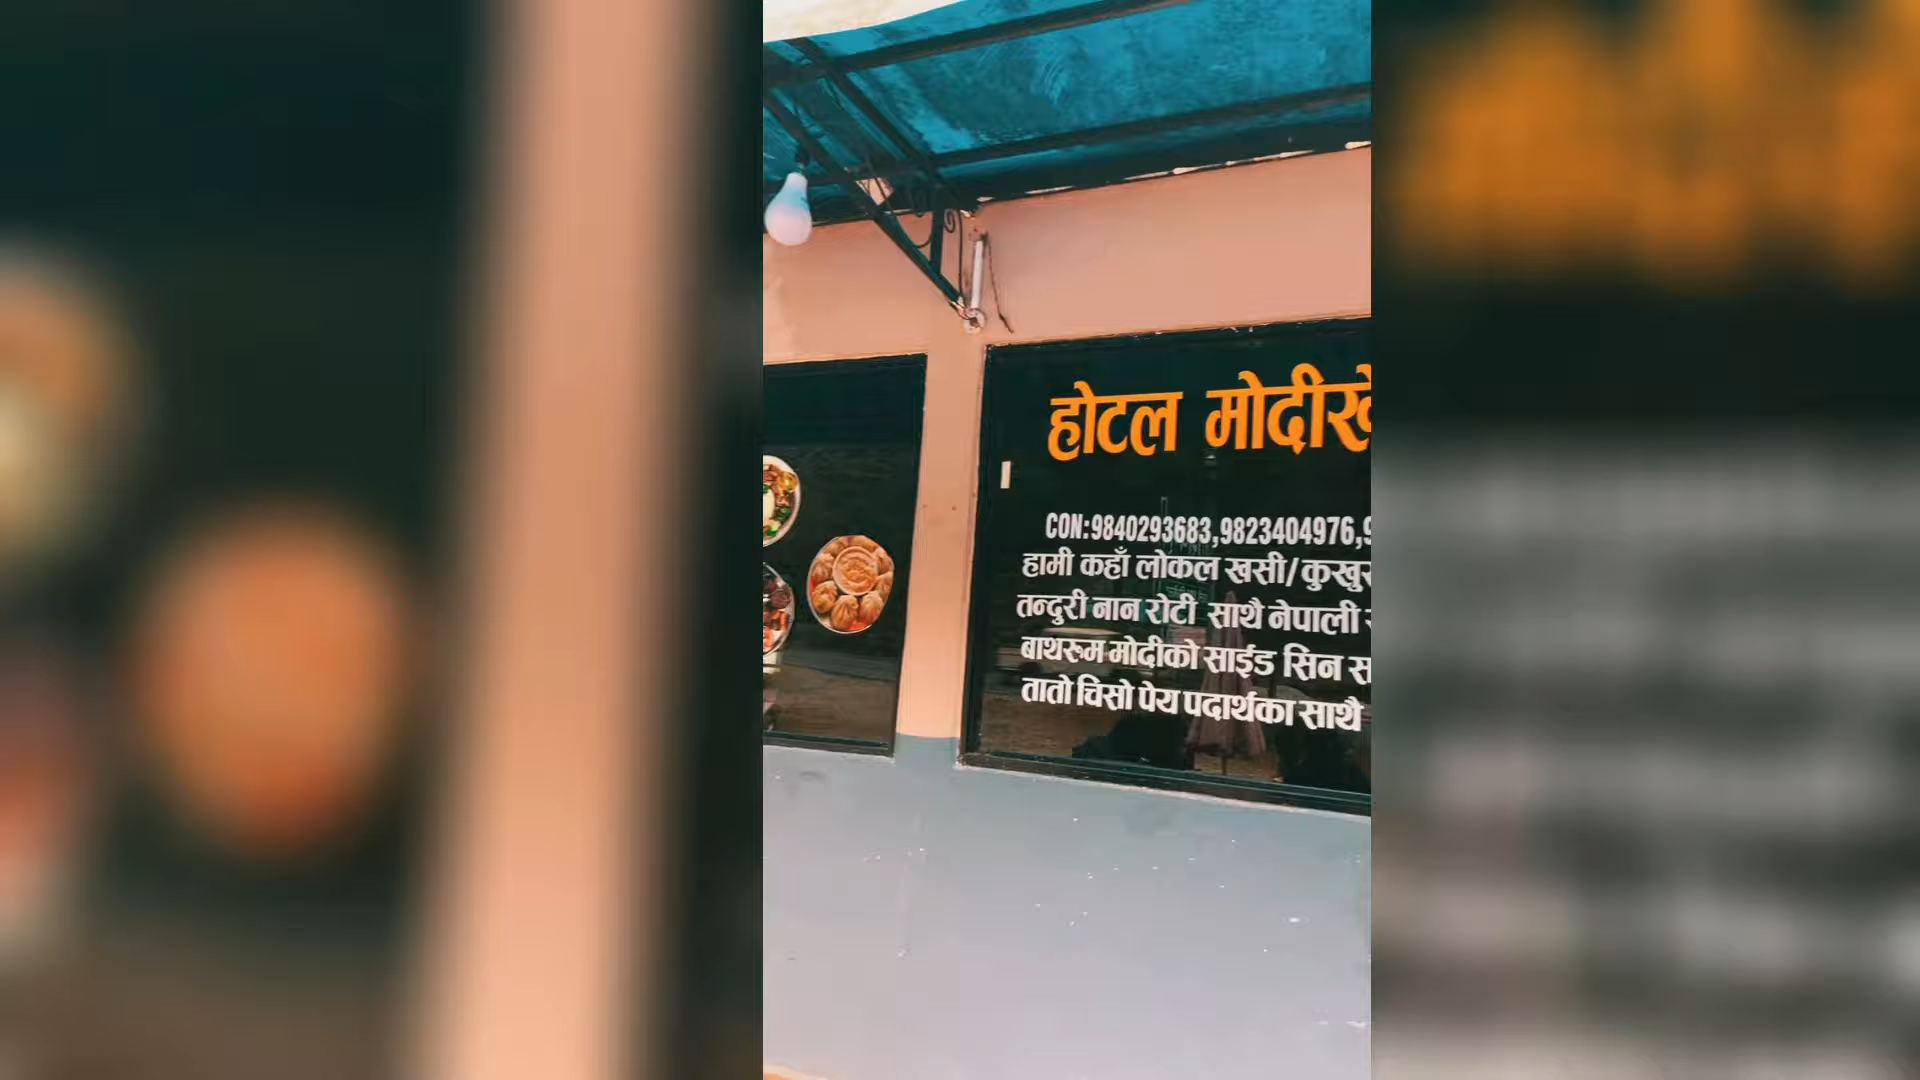 होटल मोदीखे
CON:9840293683,9823404976,9
हामी कहाँ लोकल खसी/कुखुर
तन्दुरी नान रोटी साथै नेपाली
बाथरुम मोदीको साईड सिन स
तातो चिसो पेय पदार्थका साथै